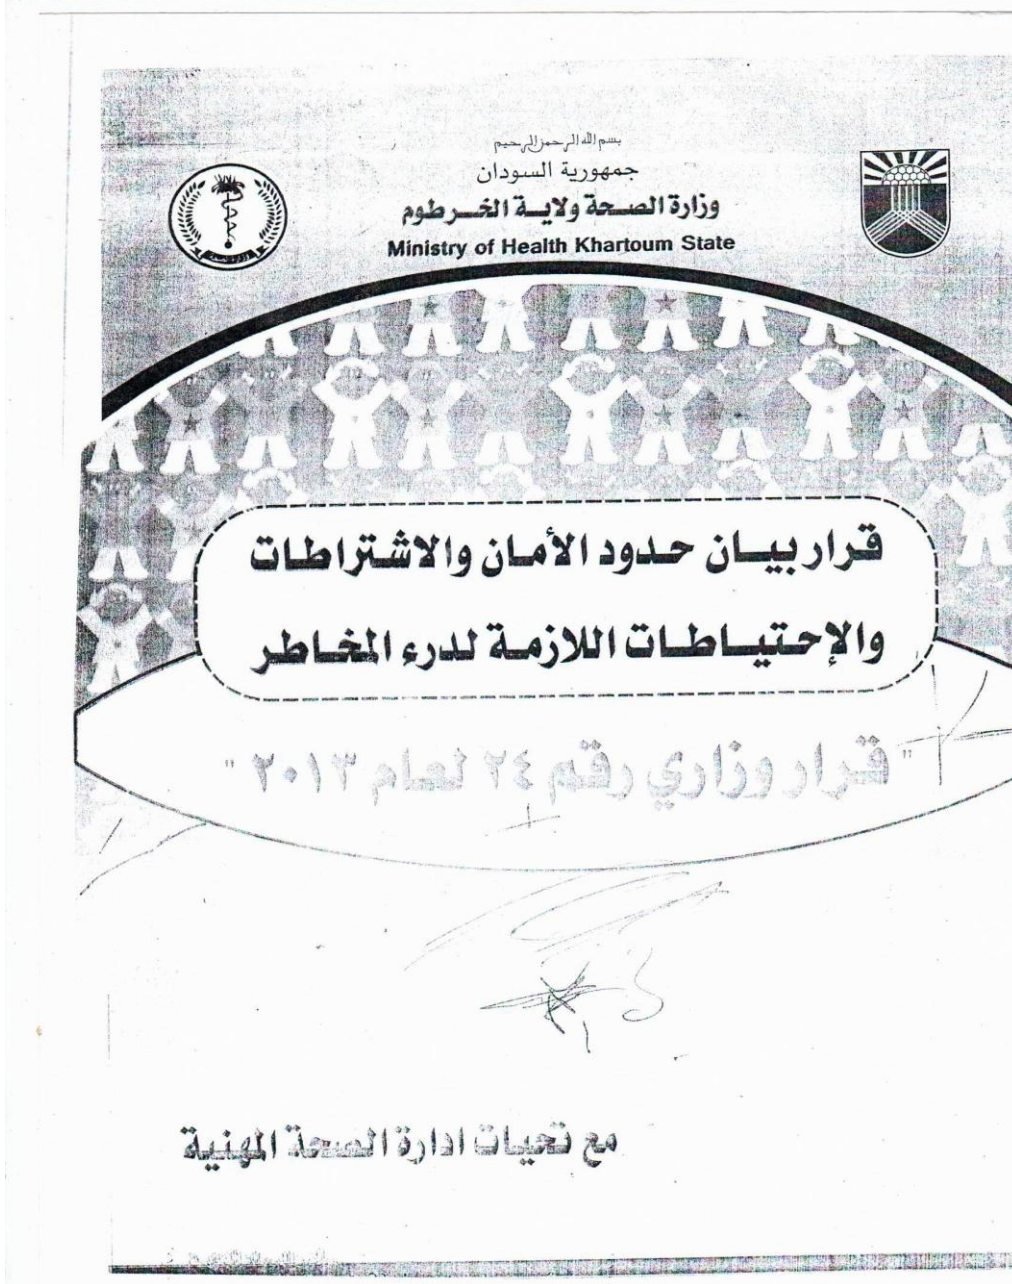 بسم الله الرحمن الرحيم
جمهورية السودان
وزارة الصحة ولاية الخرطوم
Ministry of Health Khartoum State
قرار بيان حدود الأمان والاشتراطات
والإحتياطات اللازمة لدرء المخاطر
" قرار وزاري رقم ٢٤ لعام ٢٠١٣ "
مع تحيات ادارة الصحة المهنية